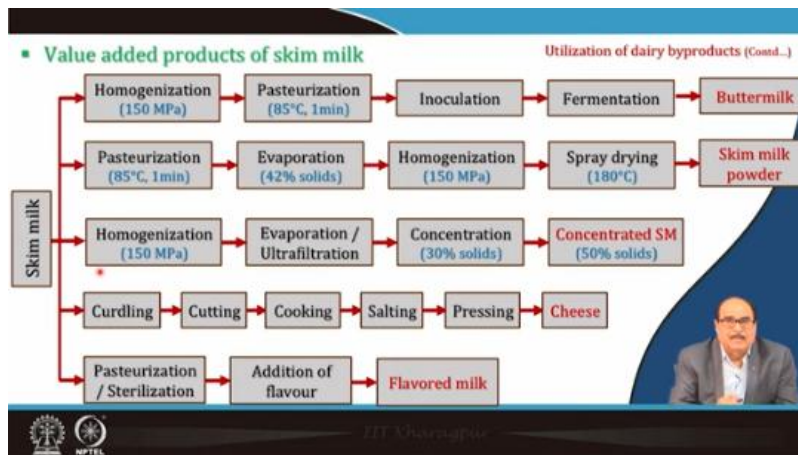 ▪ Value added products of skim milk
Utilization of dairy byproducts (Contd...)
Skim milk
Homogenization
(150 MPa)
Pasteurization
(85°C, 1min)
Inoculation
Fermentation
Buttermilk
Pasteurization
(85°C, 1min)
Evaporation
(42% solids)
Homogenization
(150 MPa)
Spray drying
(180°C)
Skim milk
powder
Homogenization
(150 MPa)
Evaporation /
Ultrafiltration
Concentration
(30% solids)
Concentrated SM
(50% solids)
Curdling
Cutting
Cooking
Salting
Pressing
Cheese
Pasteurization
/ Sterilization
Addition of
flavour
Flavored milk
NPTEL
IIT Kharagpur